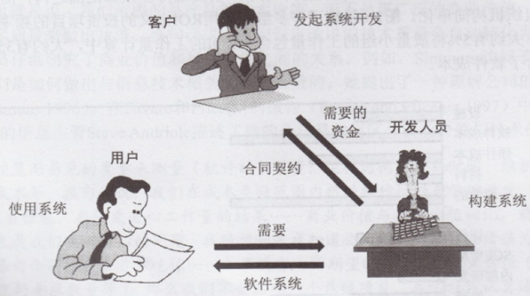 客户
发起系统开发
需要的
资金
开发人员
用户
合同契约
使用系统
构建系统
需要
软件系统